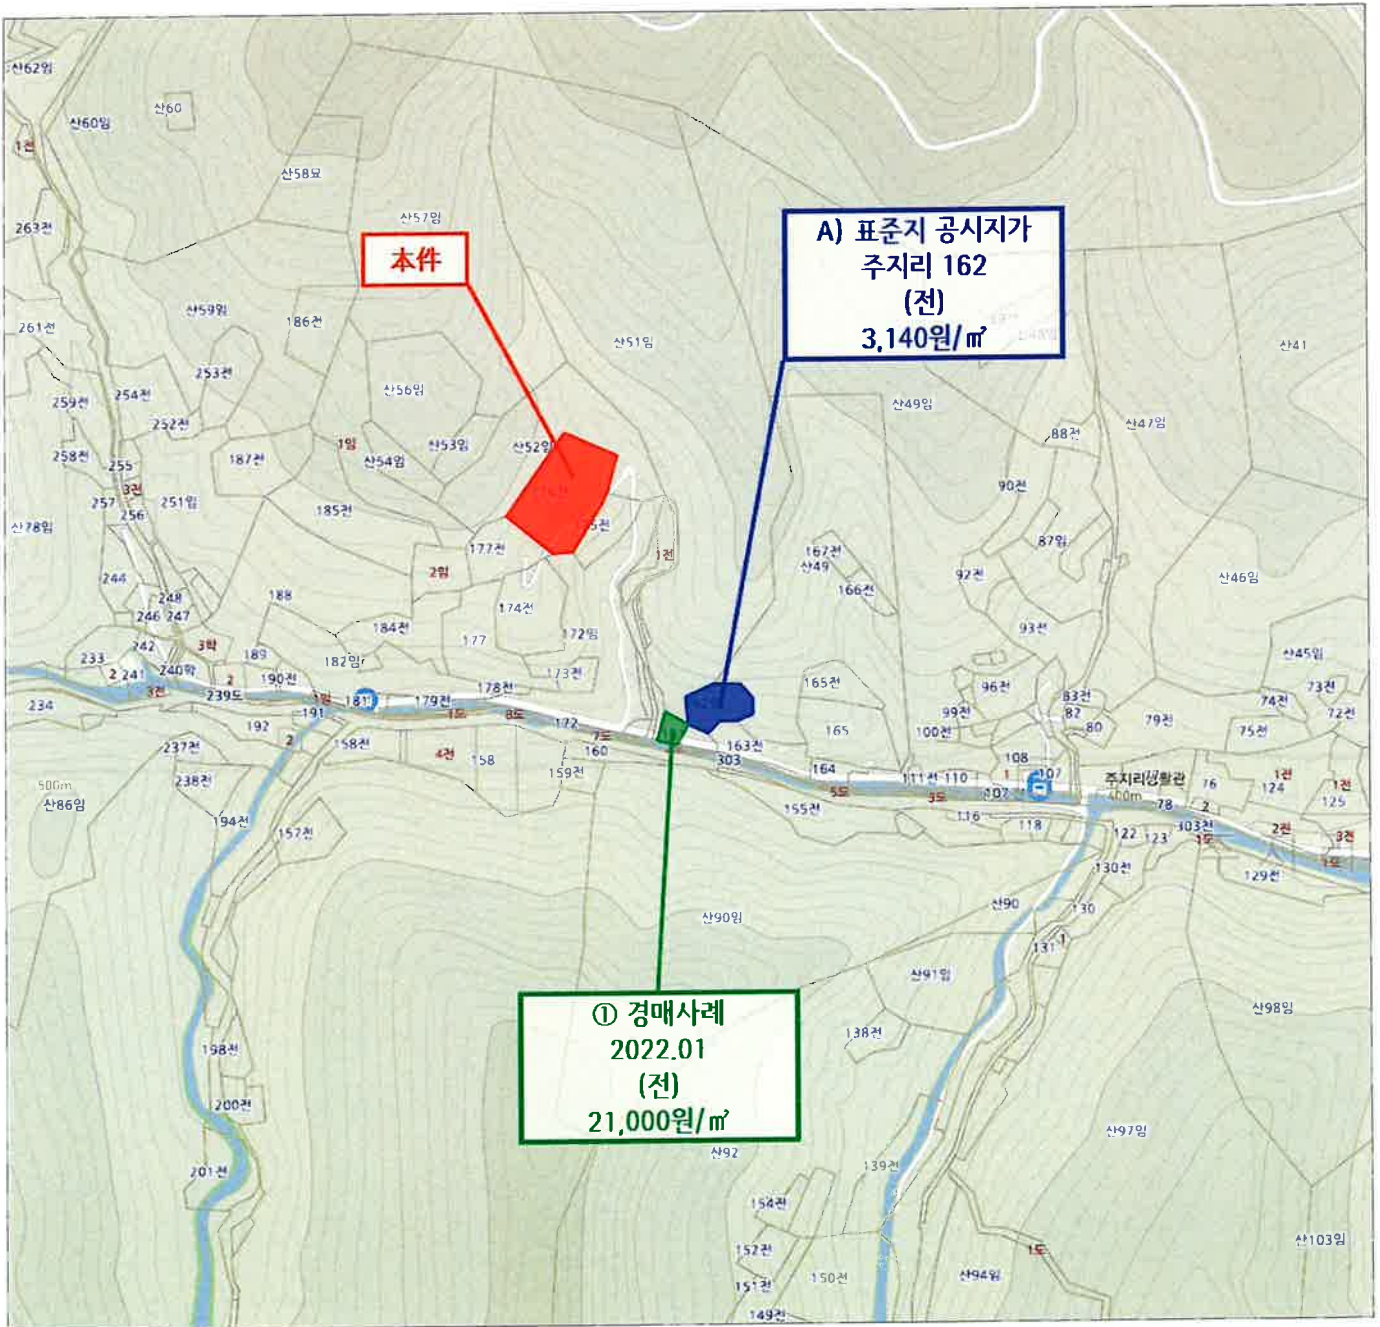 산62임
산60
산60임
1전
산58묘
263전
산57임
本件
A) 표준지 공시지가
주지리 162
(전)
3,140원/㎡
산59임
186전
261전
산51임
산41
253전
254전
산56임
259전
산49임
252전
88전
산47임
1임
산53임
산52임
258전
255
187전
산54임
3전
90전
257
256
251임
185전
산78임
177전
1전
87임
167전
산49
2임
92전
244
166전
산46임
248
246
247
188
174전
184전
93전
242
3학
177
172임
233
2
241
240학
189
182임
산45임
2
190전
173전
165전
96전
73전
3전
239도
1임
181
179전
178전
83전
74전
234
99전
82
72전
191
1도
8도
172
80
79전
192
100전
75전
237전
2
158전
7도
160
163전
165
4전
158
303
108
238전
159전
164
111전
110
1
107
주지리생활관
76
1전
124
1전
500m
산86임
5도
3도
107
400m
78
2
125
194전
155전
116
118
303천
2전
3전
157전
122
123
1도
130전
1도
129전
산90임
산90
130
131
1
산91임
산98임
① 경매사례
2022.01
(전)
21,000원/㎡
138전
198전
200전
산97임
산92
201전
139전
154전
산103임
152전
1도
150전
산94임
151전
149전